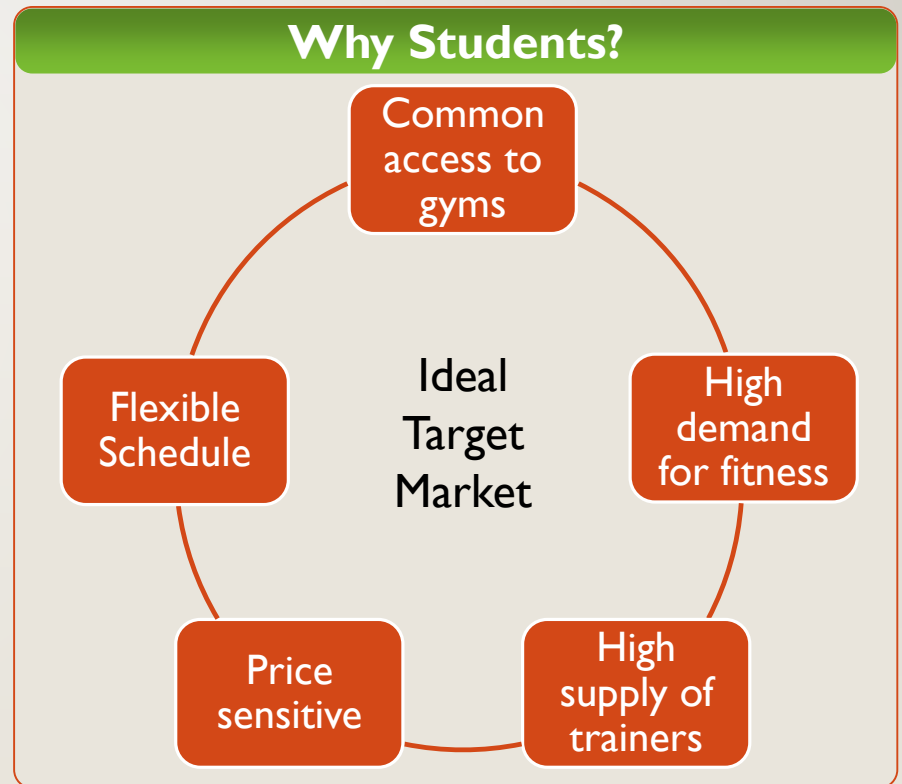 Why Students?
Common
access to
gyms
High
demand
for fitness
High
supply of
trainers
Price
sensitive
Flexible
Schedule
Ideal
Target
Market